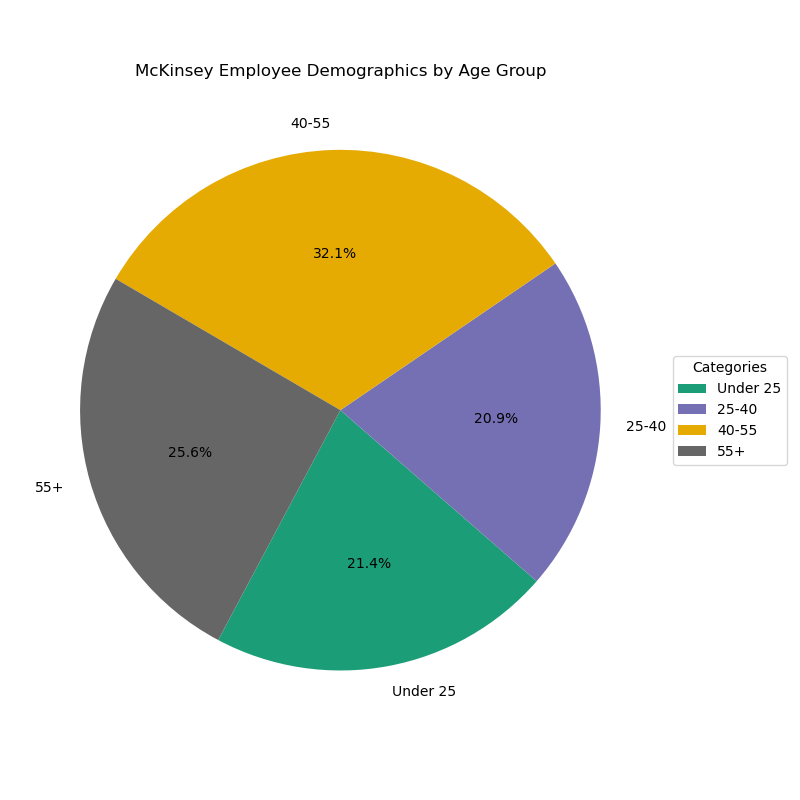 McKinsey Employee Demographics by Age Group
40-55
32.1%
20.9%
25-40
25.6%
55+
21.4%
Under 25
Categories
Under 25
25-40
40-55
55+